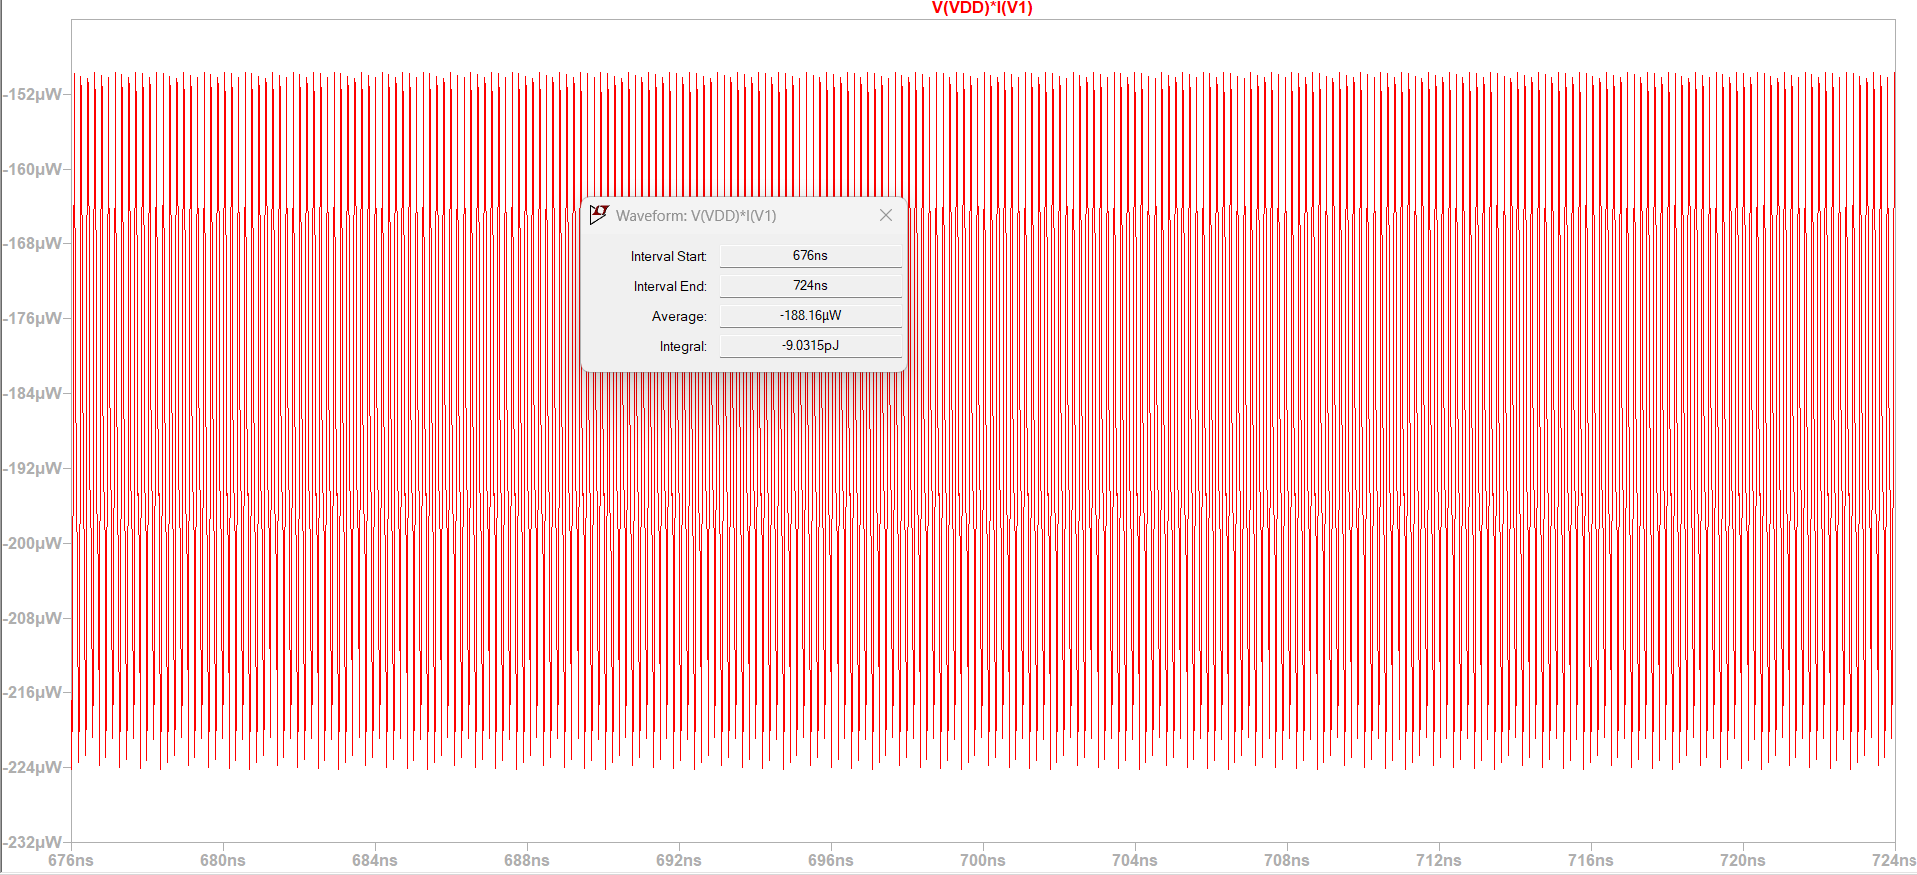 V(VDD)*I(V1)
-152µW
-160µW
-168µW
-176µW
-184µW
-192µW
-200µW
-208µW
-216µW
-224µW
-232µW
Waveform: V(VDD)*I(V1)
Interval Start: 676ns
Interval End: 724ns
Average: -188.16µW
Integral: -9.0315pJ
676ns 680ns 684ns 688ns 692ns 696ns 700ns 704ns 708ns 712ns 716ns 720ns 724ns